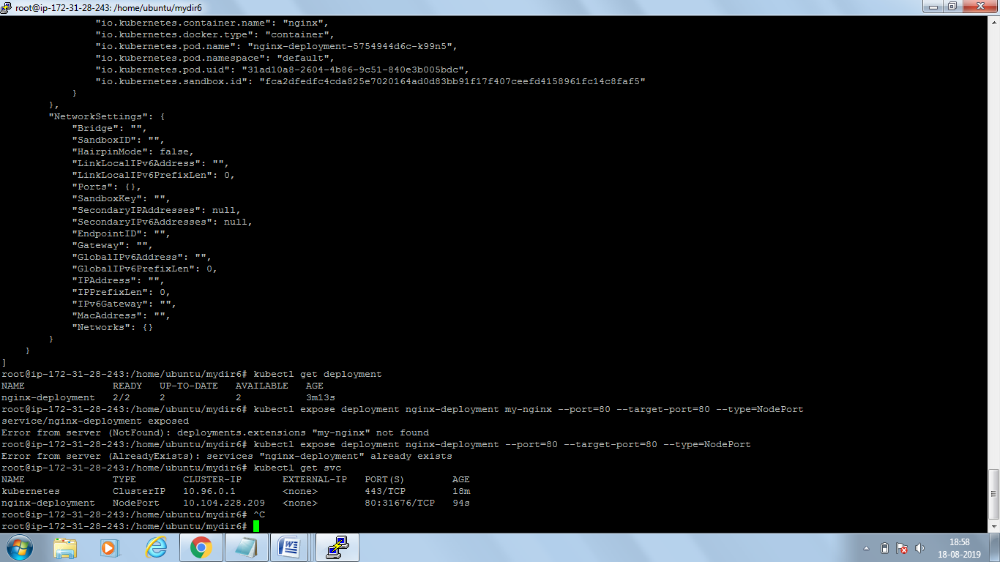 root@ip-172-31-28-243: /home/ubuntu/mydir6
"io.kubernetes.container.name": "nginx",
"io.kubernetes.docker.type": "container",
"io.kubernetes.pod.name": "nginx-deployment-5754944d6c-k99n5",
"io.kubernetes.pod.namespace": "default",
"io.kubernetes.pod.uid": "31ad10a8-2604-4b86-9c51-840e3b005bdc",
"io.kubernetes.sandbox.id": "fca2dfedfc4cda825e7020164ad0d83bb91f17f407ceefd4158961fc14c8faf5"
}
},
"NetworkSettings": {
"Bridge": "",
"SandboxID": "",
"HairpinMode": false,
"LinkLocalIPv6Address": "",
"LinkLocalIPv6PrefixLen": 0,
"Ports": {},
"SandboxKey": "",
"SecondaryIPAddresses": null,
"SecondaryIPv6Addresses": null,
"EndpointID": "",
"Gateway": "",
"GlobalIPv6Address": "",
"GlobalIPv6PrefixLen": 0,
"IPAddress": "",
"IPPrefixLen": 0,
"IPv6Gateway": "",
"MacAddress": "",
"Networks": {}
}
}
]
root@ip-172-31-28-243:/home/ubuntu/mydir6# kubectl get deployment
NAME READY UP-TO-DATE AVAILABLE AGE
nginx-deployment 2/2 2 2 3m13s
root@ip-172-31-28-243:/home/ubuntu/mydir6# kubectl expose deployment nginx-deployment my-nginx --port=80 --target-port=80 --type=NodePort
service/nginx-deployment exposed
Error from server (NotFound): deployments.extensions "my-nginx" not found
root@ip-172-31-28-243:/home/ubuntu/mydir6# kubectl expose deployment nginx-deployment --port=80 --target-port=80 --type=NodePort
Error from server (AlreadyExists): services "nginx-deployment" already exists
root@ip-172-31-28-243:/home/ubuntu/mydir6# kubectl get svc
NAME TYPE CLUSTER-IP EXTERNAL-IP PORT(S) AGE
kubernetes ClusterIP 10.96.0.1 <none> 443/TCP 18m
nginx-deployment NodePort 10.104.228.209 <none> 80:31676/TCP 94s
root@ip-172-31-28-243:/home/ubuntu/mydir6# ^C
root@ip-172-31-28-243:/home/ubuntu/mydir6#
18:58
18-08-2019